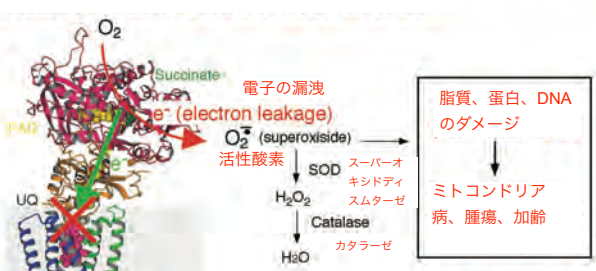 O₂
Succinate
電子の漏洩
FAD
e⁻ (electron leakage)
O₂⁻ (superoxiside)
活性酸素
e⁻
SOD
スーパーオ
キシドディ
スムターゼ
UQ
H₂O₂
Catalase
カタラーゼ
H₂O
脂質、蛋白、DNA
のダメージ
ミトコンドリア
病、腫瘍、加齢